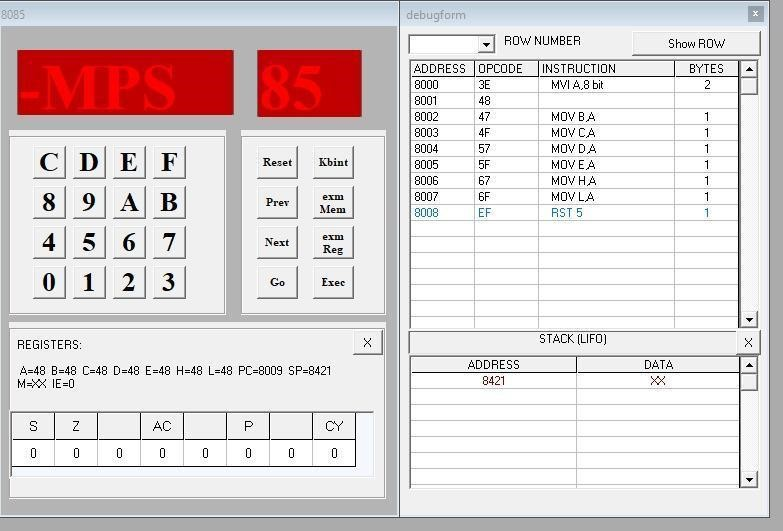 8085
-MPS 85
C D E F
8 9 A B
4 5 6 7
0 1 2 3
Reset Kbint
Prev exm Mem
Next exm Reg
Go Exec
REGISTERS: X
A=48 B=48 C=48 D=48 E=48 H=48 L=48 PC=8009 SP=8421
M=XX IE=0
S Z AC P CY
0 0 0 0 0 0 0 0
debugform x
ROW NUMBER Show ROW
ADDRESS OPCODE INSTRUCTION BYTES
8000 3E MVI A,8 bit 2
8001 48
8002 47 MOV B,A 1
8003 4F MOV C,A 1
8004 57 MOV D,A 1
8005 5F MOV E,A 1
8006 67 MOV H,A 1
8007 6F MOV L,A 1
8008 EF RST 5 1
STACK (LIFO) X
ADDRESS DATA
8421 XX